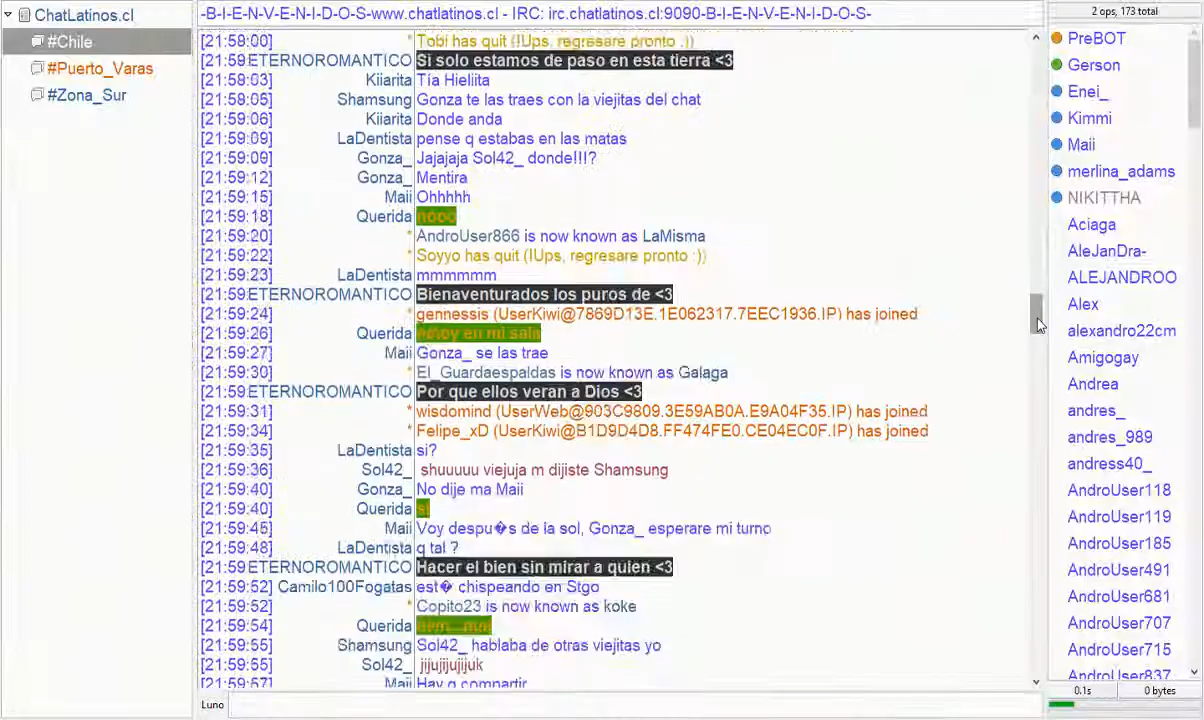 ChatLatinos.cl
#Chile
#Puerto_Varas
#Zona_Sur
-B-I-E-N-V-E-N-I-D-O-S-www.chatlatinos.cl - IRC: irc.chatlatinos.cl:9090-B-I-E-N-V-E-N-I-D-O-S-
[21:58:00] * Tobi has quit (!Ups, regresare pronto :))
[21:59 ETERNOROMANTICO Si solo estamos de paso en esta tierra <3
[21:58:03] Kiiarita Tía Hieliita
[21:58:05] Shamsung Gonza te las traes con la viejitas del chat
[21:59:06] Kiiarita Donde anda
[21:59:09] LaDentista pense q estabas en las matas
[21:59:09] Gonza_ Jajajaja Sol42_ donde!!!?
[21:59:12] Gonza_ Mentira
[21:59:15] Maii Ohhhhh
[21:59:18] Querida nooo
[21:59:20] * AndroUser866 is now known as LaMisma
[21:59:22] * Soyyo has quit (!Ups, regresare pronto :))
[21:59:23] LaDentista mmmmmm
[21:59 ETERNOROMANTICO Bienaventurados los puros de <3
[21:59:24] * gennessis (UserKiwi@7869D13E.1E062317.7EEC1936.IP) has joined
[21:59:26] Querida toy en mi sala
[21:59:27] Maii Gonza_ se las trae
[21:59:30] * El_Guardaespaldas is now known as Galaga
[21:59 ETERNOROMANTICO Por que ellos veran a Dios <3
[21:59:31] * wisdomind (UserWeb@903C9809.3E59AB0A.E9A04F35.IP) has joined
[21:59:34] * Felipe_xD (UserKiwi@B1D9D4D8.FF474FE0.CE04EC0F.IP) has joined
[21:59:35] LaDentista si?
[21:59:36] Sol42_ shuuuuu viejuja m dijiste Shamsung
[21:59:40] Gonza_ No dije ma Maii
[21:59:40] Querida si
[21:59:45] Maii Voy despu�s de la sol, Gonza_ esperare mi turno
[21:59:48] LaDentista q tal ?
[21:59 ETERNOROMANTICO Hacer el bien sin mirar a quien <3
[21:59:52] Camilo100Fogatas est� chispeando en Stgo
[21:59:52] * Copito23 is now known as koke
[21:59:54] Querida
[21:59:55] Shamsung Sol42_ hablaba de otras viejitas yo
[21:59:55] Sol42_ jijujijujijuk
[21:59:57] Maii Hay q compartir
Luno
2 ops, 173 total
PreBOT
Gerson
Enei_
Kimmi
Maii
merlina_adams
NIKITTHA
Aciaga
AleJanDra-
ALEJANDROO
Alex
alexandro22cm
Amigogay
Andrea
andres_
andres_989
andress40_
AndroUser118
AndroUser119
AndroUser185
AndroUser491
AndroUser681
AndroUser707
AndroUser715
AndroUser837
0.1s
0 bytes